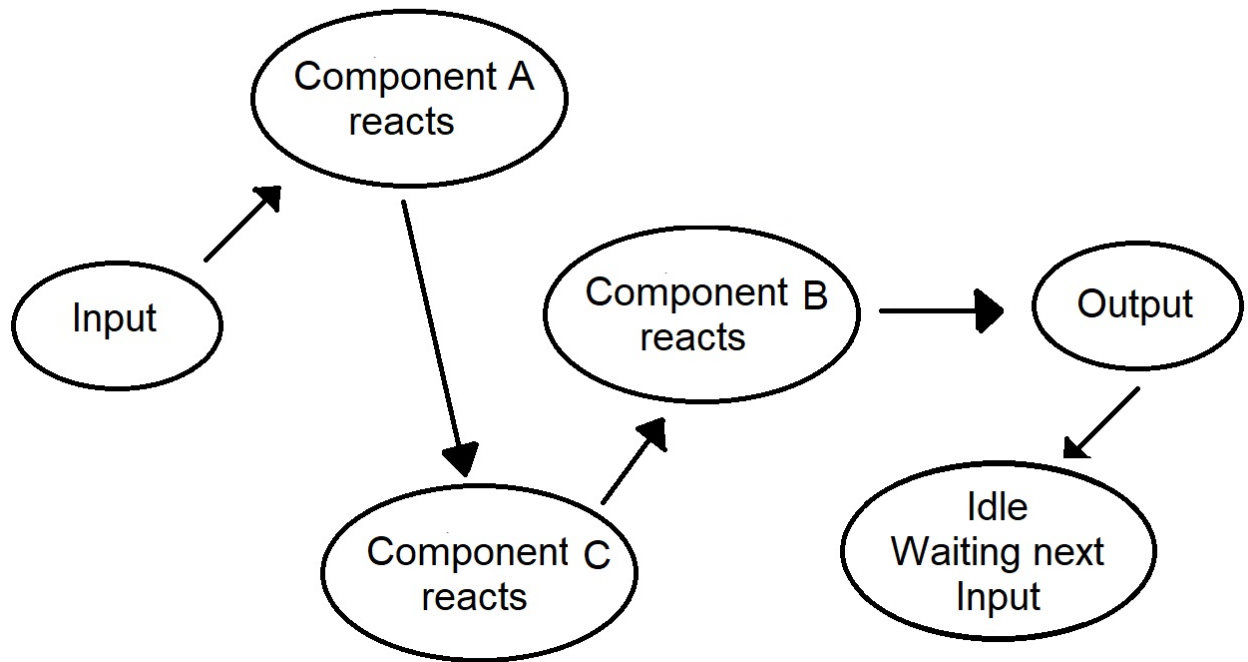 Input
Component A
reacts
Component C
reacts
Component B
reacts
Output
Idle
Waiting next
Input